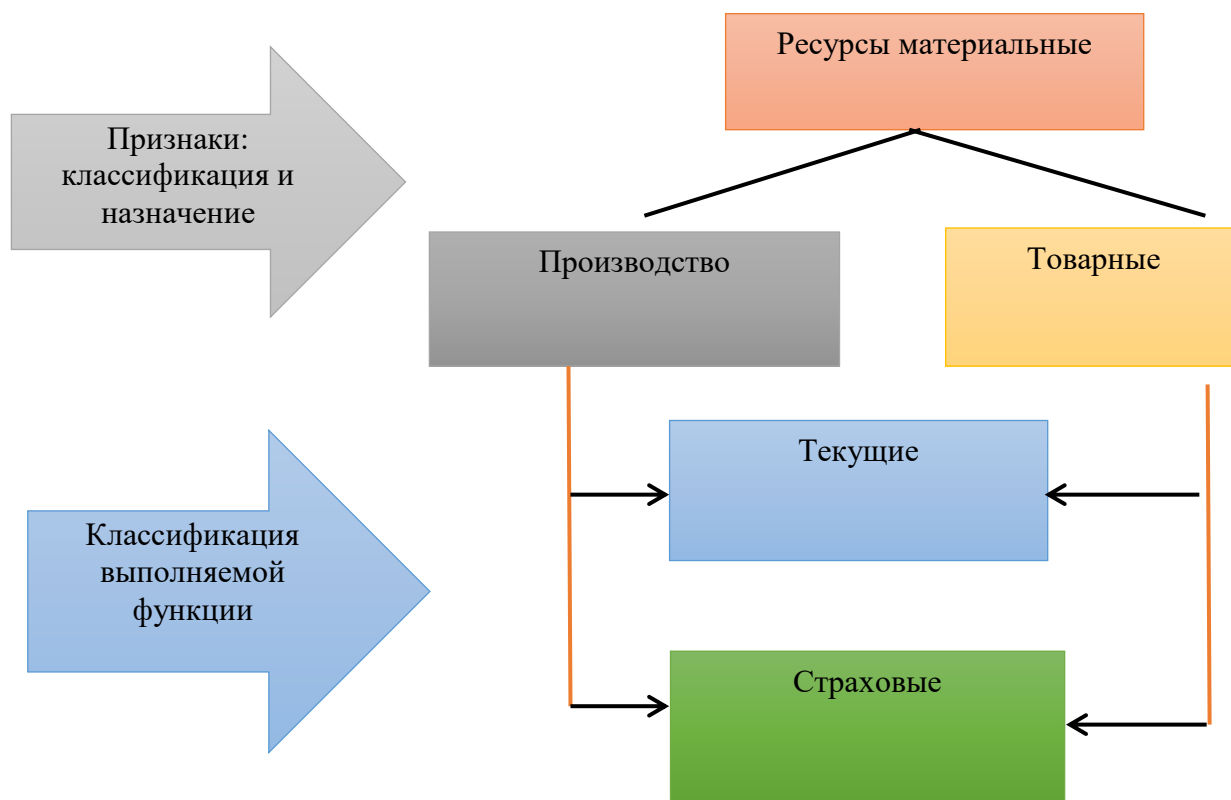 Ресурсы материальные
Признаки:
классификация и
назначение
Производство
Товарные
Текущие
Классификация
выполняемой
функции
Страховые